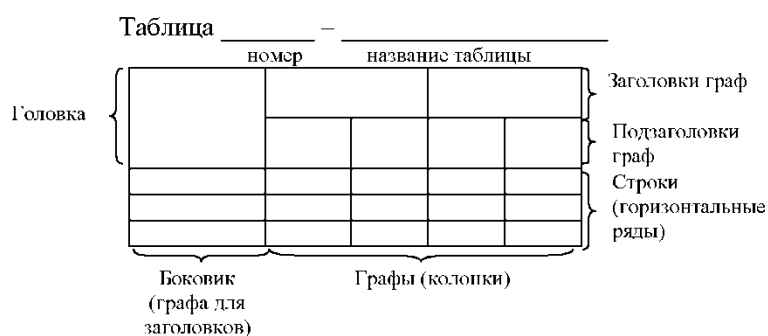 Таблица _______ – ____________________
номер название таблицы
Головка
Заголовки граф
Подзаголовки
граф
Строки
(горизонтальные
ряды)
Боковик
(графа для
заголовков)
Графы (колонки)